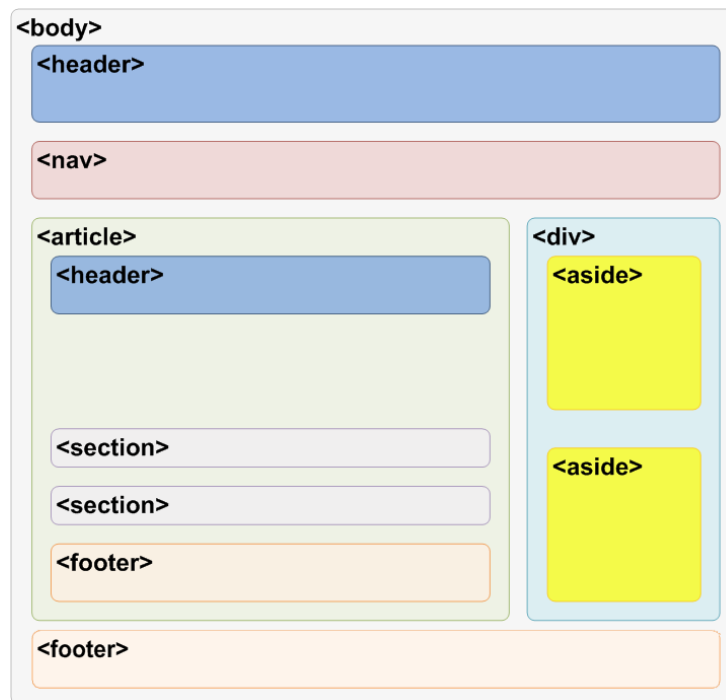 <body>
<header>
<nav>
<article>
<header>
<section>
<section>
<footer>
<div>
<aside>
<aside>
<footer>